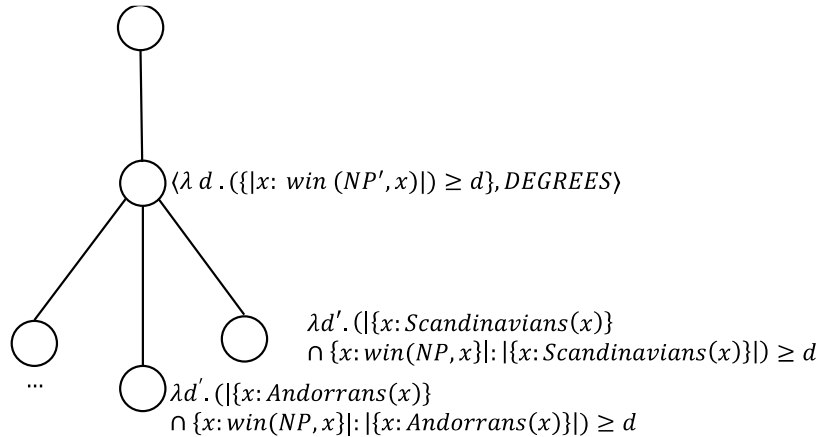 ⟨λ d . ({|x: win (NP′, x)|) ≥ d}, DEGREES⟩
λd′. (|{x: Scandinavians(x)}
∩ {x: win(NP, x}|: |{x: Scandinavians(x)}|) ≥ d
...
λd′. (|{x: Andorrans(x)}
∩ {x: win(NP, x}|: |{x: Andorrans(x)}|) ≥ d